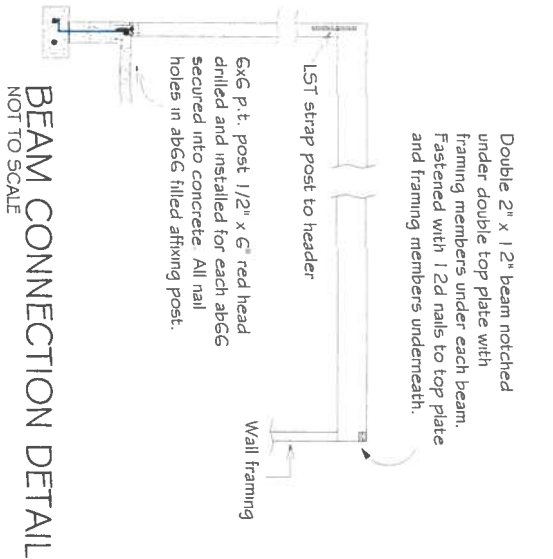 Double 2" x 12" beam notched
under double top plate with
framing members under each beam.
Fastened with 12d nails to top plate
and framing members underneath.
LST strap post to header
6x6 p.t. post 1/2" x 6" red head
drilled and installed for each ab66
secured into concrete. All nail
holes in ab66 filled affixing post.
Wall framing
BEAM CONNECTION DETAIL
NOT TO SCALE